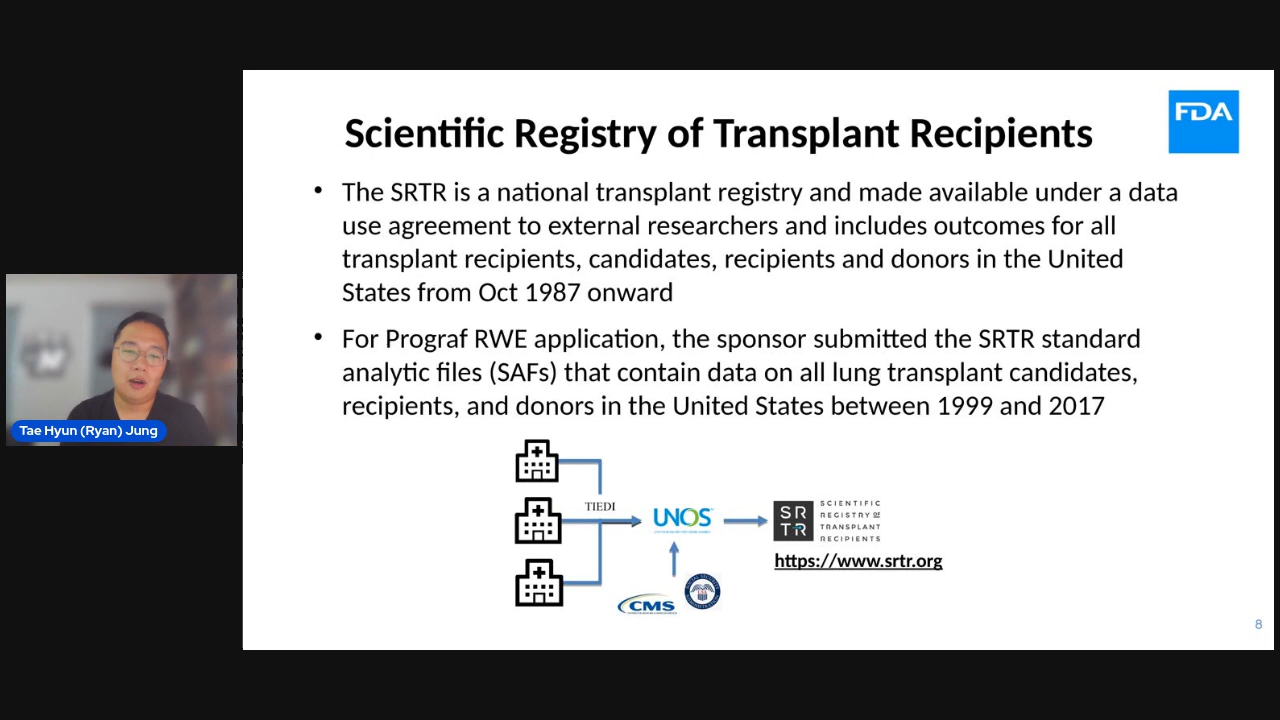 Scientific Registry of Transplant Recipients
FDA
• The SRTR is a national transplant registry and made available under a data
use agreement to external researchers and includes outcomes for all
transplant recipients, candidates, recipients and donors in the United
States from Oct 1987 onward
• For Prograf RWE application, the sponsor submitted the SRTR standard
analytic files (SAFs) that contain data on all lung transplant candidates,
recipients, and donors in the United States between 1999 and 2017
Tae Hyun (Ryan) Jung
TIEDI
UNOS
SR
TR
SCIENTIFIC
REGISTRY OF
TRANSPLANT
RECIPIENTS
https://www.srtr.org
CMS
8